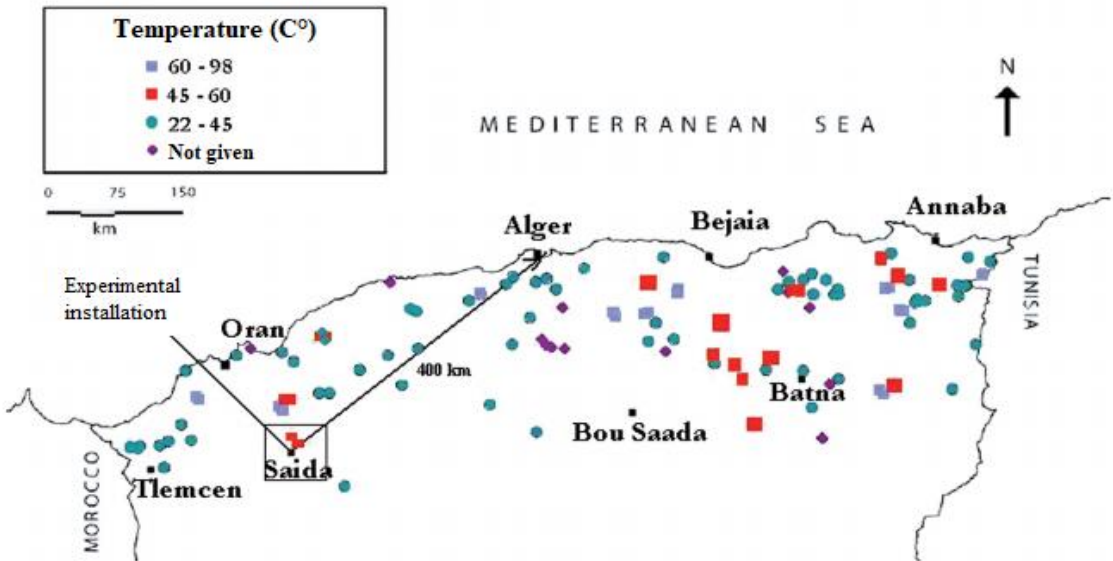 Temperature (C°)
60 - 98
45 - 60
22 - 45
Not given
0 75 150
km
N
MEDITERRANEAN SEA
Alger
Bejaia
Annaba
TUNISIA
Experimental
installation
Oran
400 km
Batna
Bou Saada
Saida
Tlemcen
MOROCCO